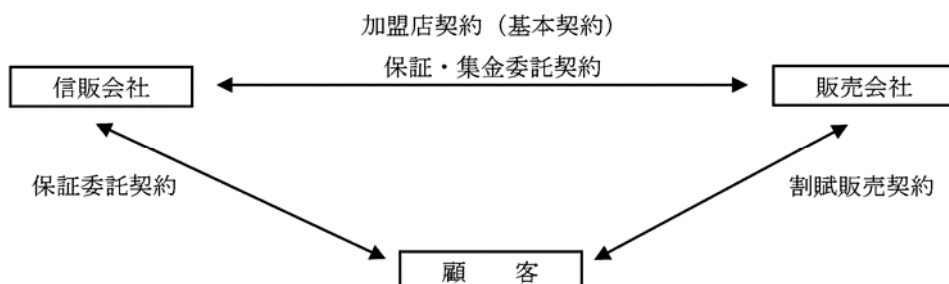 加盟店契約（基本契約）
保証・集金委託契約
信販会社
販売会社
保証委託契約
割賦販売契約
顧　　客